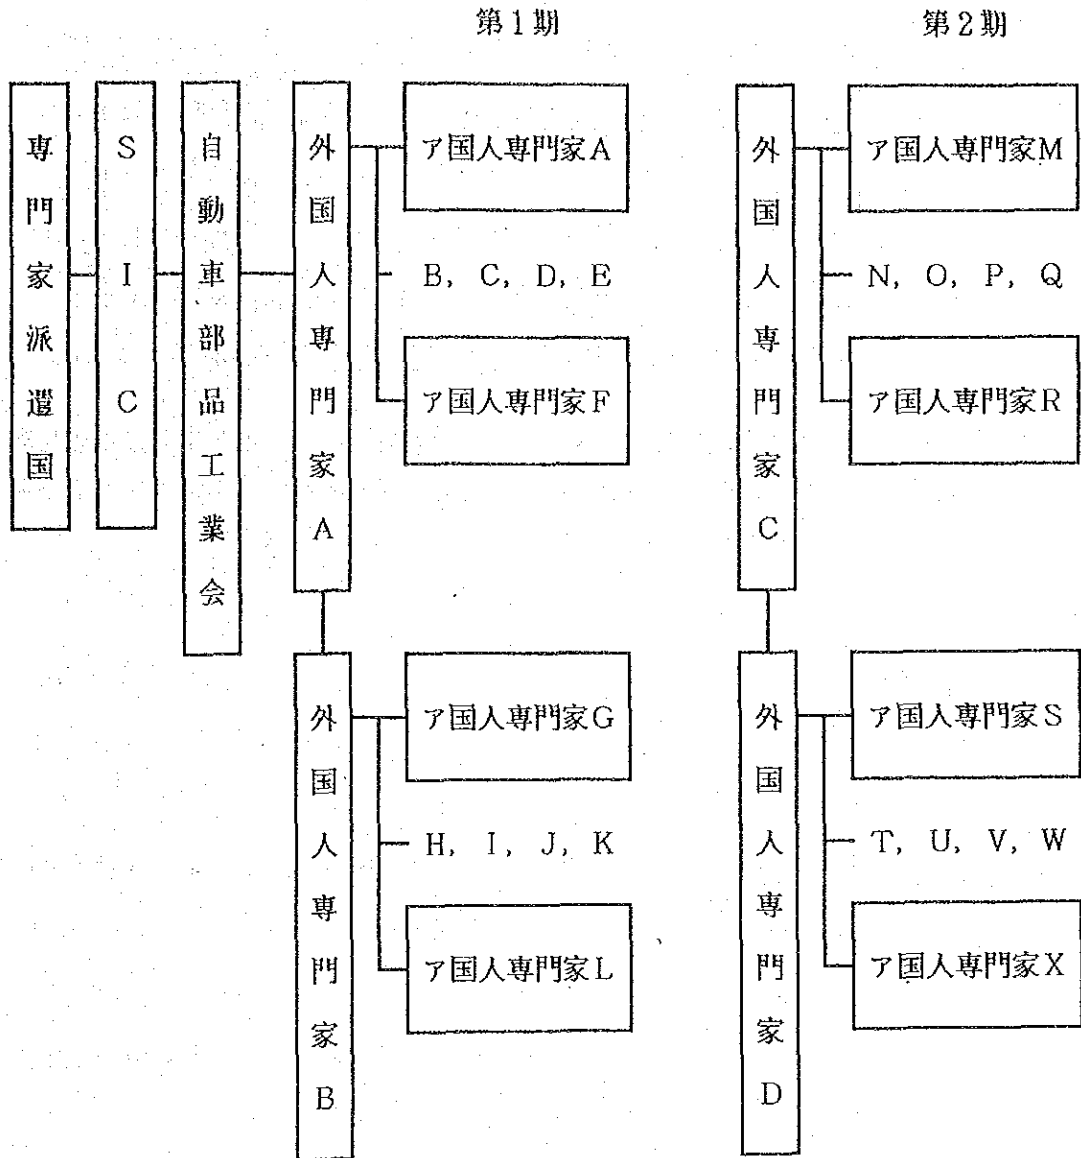 第1期
第2期
専門家派遣国
SIC
自動車部品工業会
外国人専門家A
ア国人専門家A
B, C, D, E
ア国人専門家F
外国人専門家B
ア国人専門家G
H, I, J, K
ア国人専門家L
外国人専門家C
ア国人専門家M
N, O, P, Q
ア国人専門家R
外国人専門家D
ア国人専門家S
T, U, V, W
ア国人専門家X